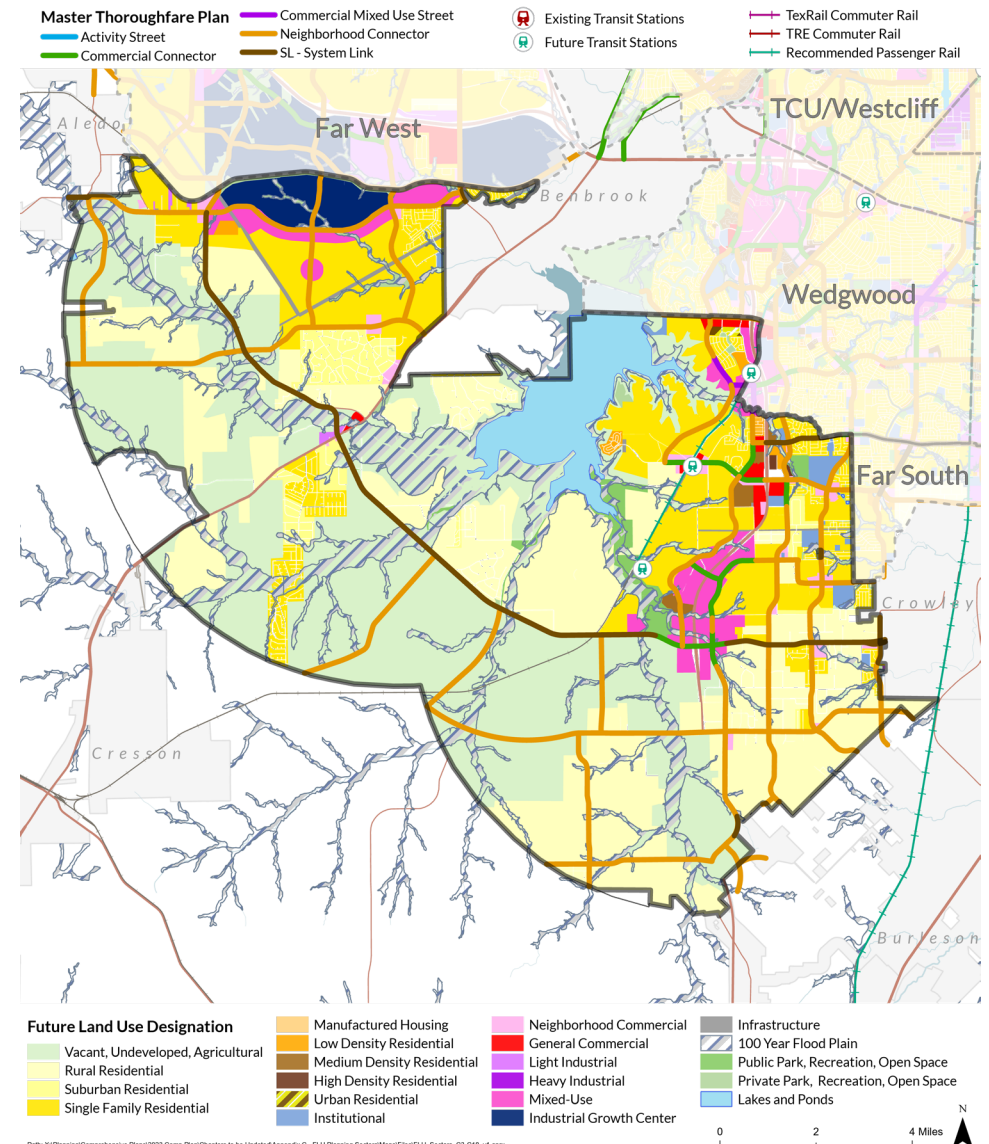 Master Thoroughfare Plan
Activity Street
Commercial Connector
Commercial Mixed Use Street
Neighborhood Connector
SL - System Link
Existing Transit Stations
Future Transit Stations
TexRail Commuter Rail
TRE Commuter Rail
Recommended Passenger Rail
Aledo
Far West
TCU/Westcliff
Benbrook
Wedgwood
Far South
Crowley
Cresson
Burleson
Future Land Use Designation
Vacant, Undeveloped, Agricultural
Rural Residential
Suburban Residential
Single Family Residential
Manufactured Housing
Low Density Residential
Medium Density Residential
High Density Residential
Urban Residential
Institutional
Neighborhood Commercial
General Commercial
Light Industrial
Heavy Industrial
Mixed-Use
Industrial Growth Center
Infrastructure
100 Year Flood Plain
Public Park, Recreation, Open Space
Private Park, Recreation, Open Space
Lakes and Ponds
N
0 2 4 Miles